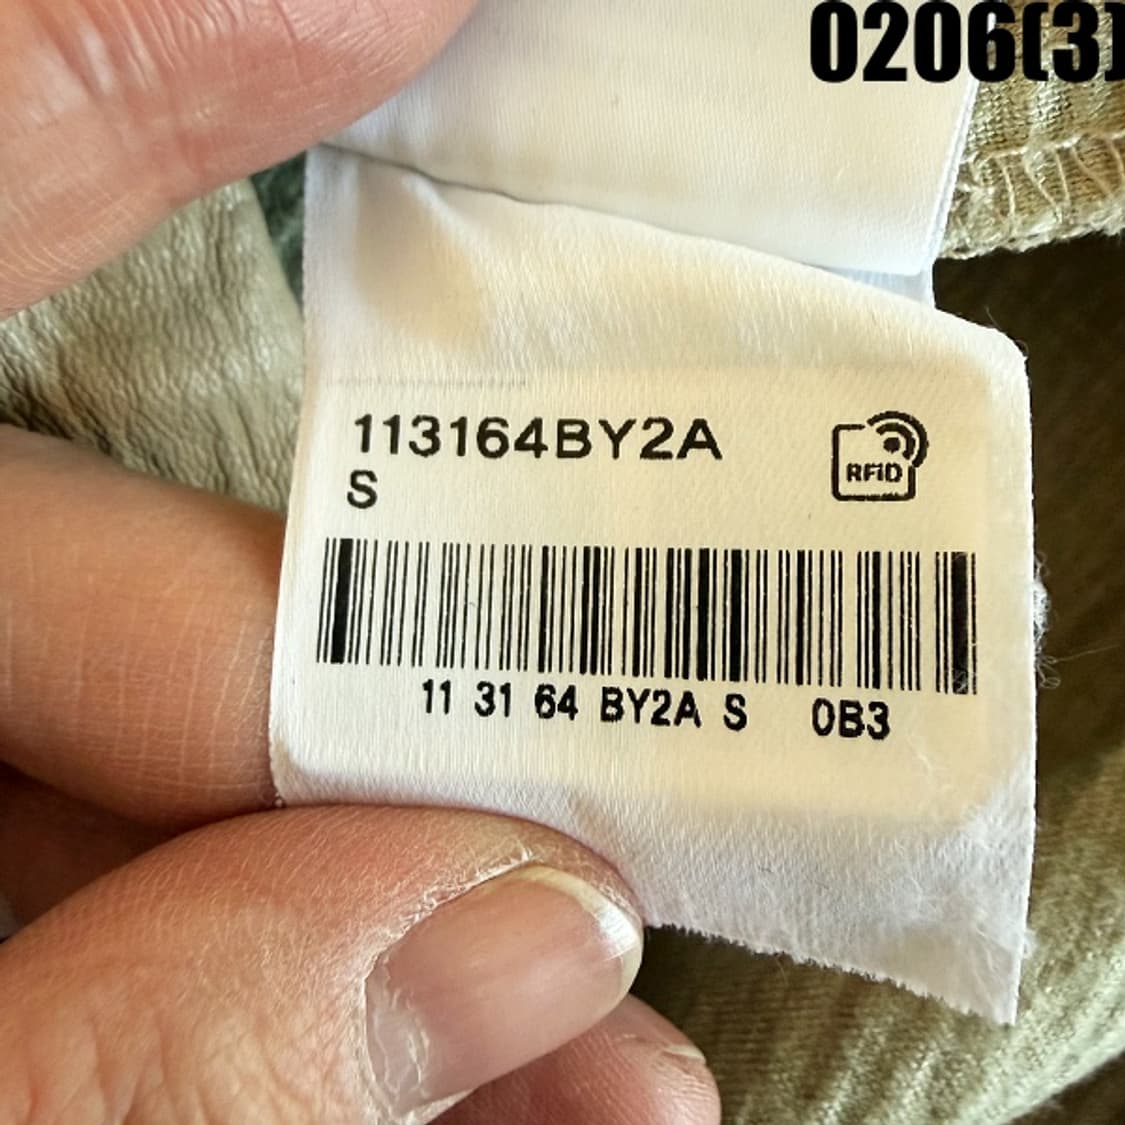 0206(3)
113164BY2A
S
RFiD
11 31 64 BY2A S 0B3